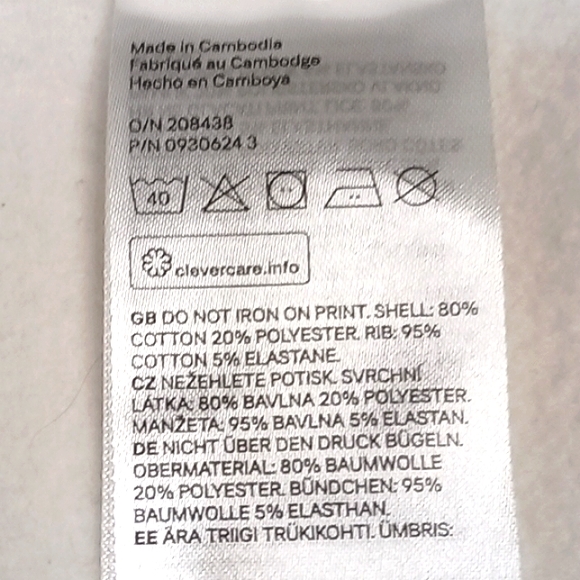 Made in Cambodia
Fabriqué au Cambodge
Hecho en Camboya
O/N 208438
P/N 0930624 3
40
clevercare.info
GB DO NOT IRON ON PRINT. SHELL: 80%
COTTON 20% POLYESTER. RIB: 95%
COTTON 5% ELASTANE.
CZ NEŽEHLETE POTISK. SVRCHNÍ
LÁTKA: 80% BAVLNA 20% POLYESTER.
MANŽETA: 95% BAVLNA 5% ELASTAN.
DE NICHT ÜBER DEN DRUCK BÜGELN.
OBERMATERIAL: 80% BAUMWOLLE
20% POLYESTER. BÜNDCHEN: 95%
BAUMWOLLE 5% ELASTHAN.
EE ÄRA TRIIGI TRÜKIKOHTI. ÜMBRIS: